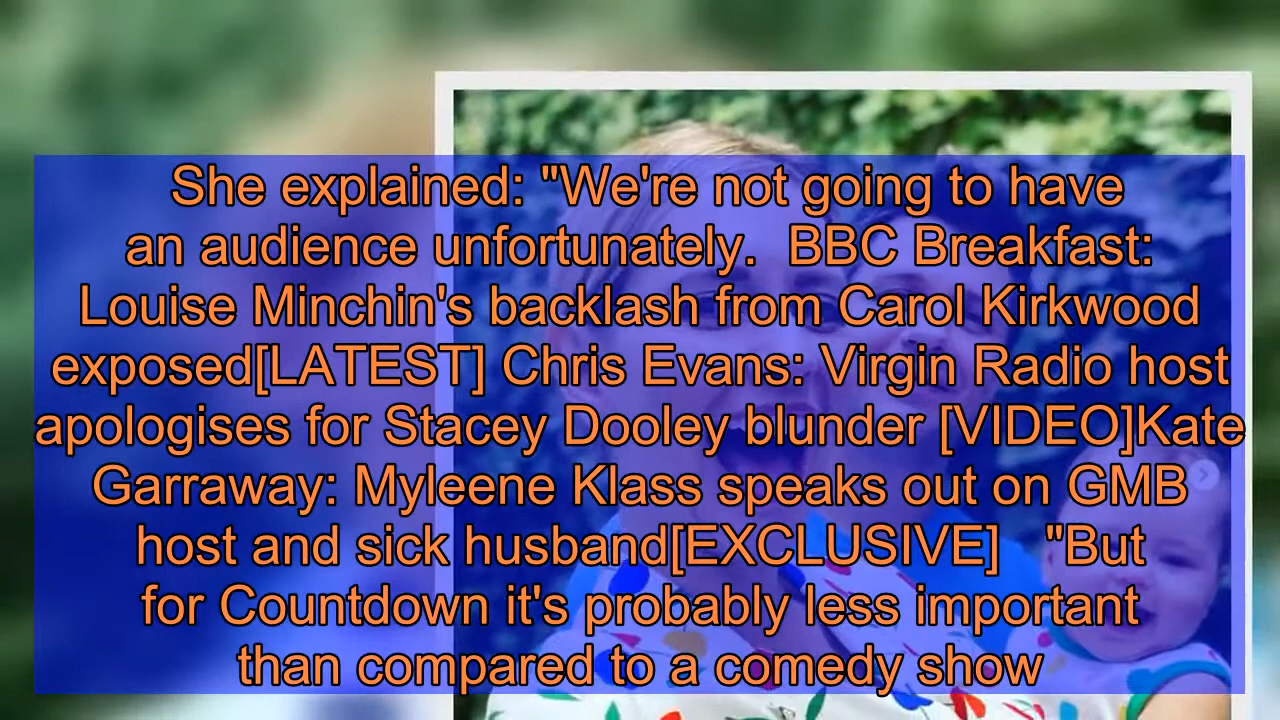 She explained: "We're not going to have
an audience unfortunately.  BBC Breakfast:
Louise Minchin's backlash from Carol Kirkwood
exposed[LATEST] Chris Evans: Virgin Radio host
apologises for Stacey Dooley blunder [VIDEO]Kate
Garraway: Myleene Klass speaks out on GMB
host and sick husband[EXCLUSIVE]   "But
for Countdown it's probably less important
than compared to a comedy show